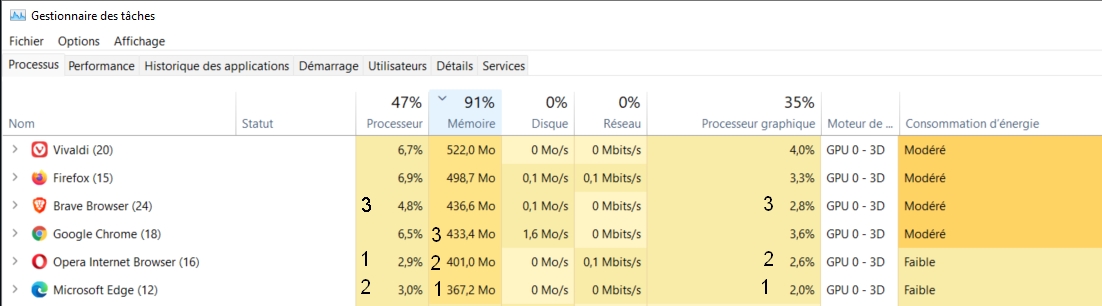 Gestionnaire des tâches
Fichier Options Affichage
Processus Performance Historique des applications Démarrage Utilisateurs Détails Services
47% 91% 0% 0% 35%
Nom Statut Processeur Mémoire Disque Réseau Processeur graphique Moteur de ... Consommation d'énergie
Vivaldi (20) 6,7% 522,0 Mo 0 Mo/s 0 Mbits/s 4,0% GPU 0 - 3D Modéré
Firefox (15) 6,9% 498,7 Mo 0,1 Mo/s 0,1 Mbits/s 3,3% GPU 0 - 3D Modéré
Brave Browser (24) 3 4,8% 436,6 Mo 0,1 Mo/s 0 Mbits/s 3 2,8% GPU 0 - 3D Modéré
Google Chrome (18) 6,5% 3 433,4 Mo 1,6 Mo/s 0 Mbits/s 3,6% GPU 0 - 3D Modéré
Opera Internet Browser (16) 1 2,9% 2 401,0 Mo 0 Mo/s 0,1 Mbits/s 2 2,6% GPU 0 - 3D Faible
Microsoft Edge (12) 2 3,0% 1 367,2 Mo 0 Mo/s 0 Mbits/s 1 2,0% GPU 0 - 3D Faible